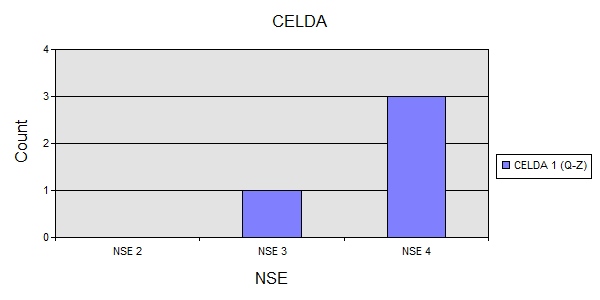 CELDA
4
3
2
1
0
Count
NSE 2
NSE 3
NSE 4
NSE
CELDA 1 (Q-Z)